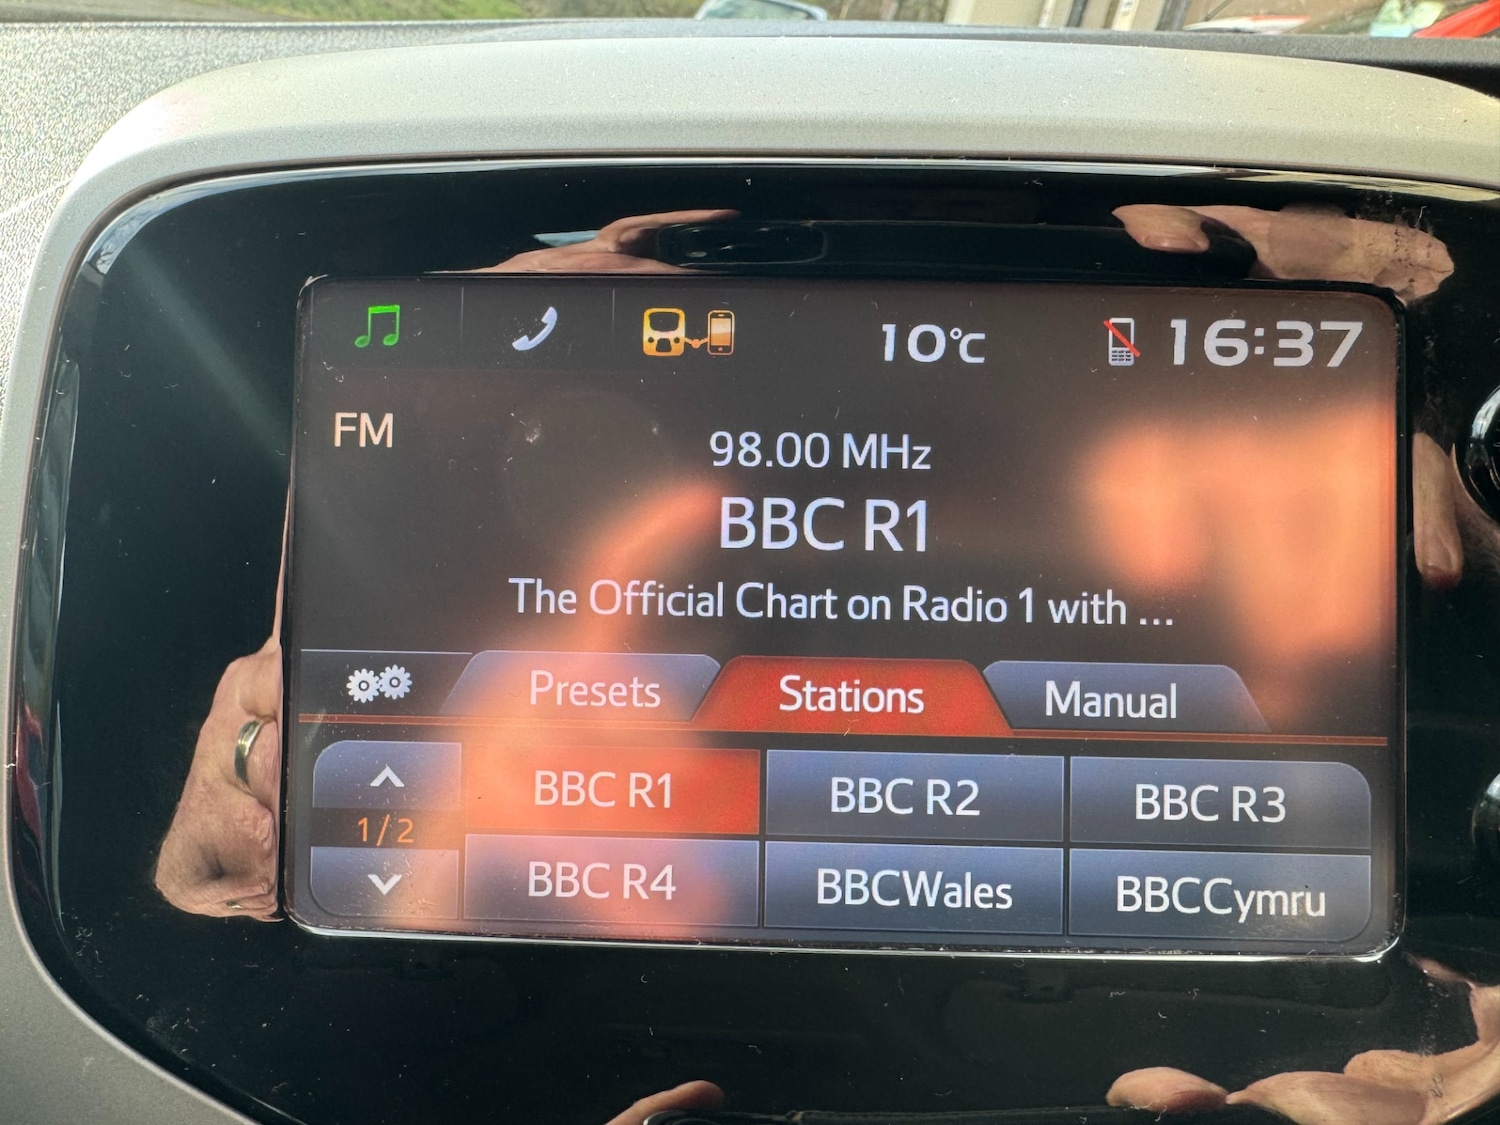 10°C 16:37
FM
98.00 MHz
BBC R1
The Official Chart on Radio 1 with ...
Presets Stations Manual
BBC R1 BBC R2 BBC R3
1/2
BBC R4 BBCWales BBCCymru